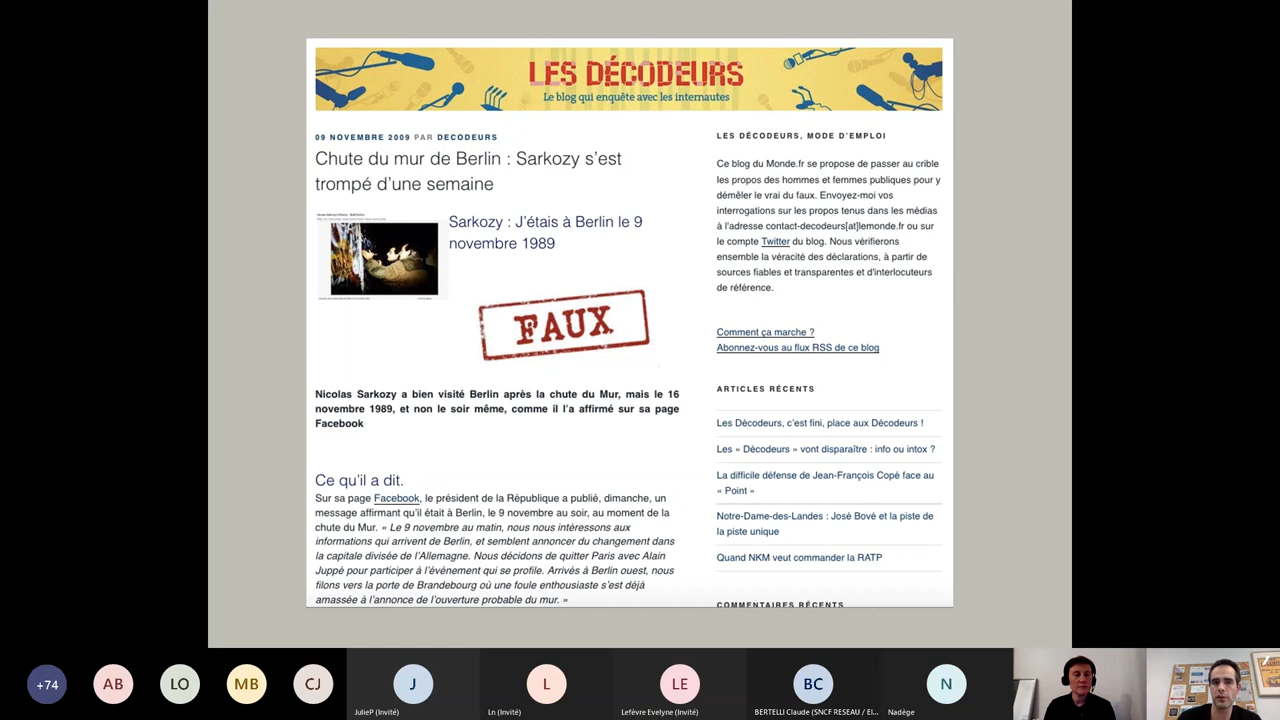 LES DÉCODEURS
Le blog qui enquête avec les internautes
09 NOVEMBRE 2009 PAR DECODEURS
Chute du mur de Berlin : Sarkozy s'est
trompé d'une semaine
Sarkozy : J'étais à Berlin le 9
novembre 1989
FAUX
Nicolas Sarkozy a bien visité Berlin après la chute du Mur, mais le 16
novembre 1989, et non le soir même, comme il l'a affirmé sur sa page
Facebook
Ce qu'il a dit.
Sur sa page Facebook, le président de la République a publié, dimanche, un
message affirmant qu'il était à Berlin, le 9 novembre au soir, au moment de la
chute du Mur. « Le 9 novembre au matin, nous nous intéressons aux
informations qui arrivent de Berlin, et semblent annoncer du changement dans
la capitale divisée de l'Allemagne. Nous décidons de quitter Paris avec Alain
Juppé pour participer à l'évènement qui se profile. Arrivés à Berlin ouest, nous
filons vers la porte de Brandebourg où une foule enthousiaste s'est déjà
amassée à l'annonce de l'ouverture probable du mur. »
LES DÉCODEURS, MODE D'EMPLOI
Ce blog du Monde.fr se propose de passer au crible
les propos des hommes et femmes publiques pour y
démêler le vrai du faux. Envoyez-moi vos
interrogations sur les propos tenus dans les médias
à l'adresse contact-decodeurs[at]lemonde.fr ou sur
le compte Twitter du blog. Nous vérifierons
ensemble la véracité des déclarations, à partir de
sources fiables et transparentes et d'interlocuteurs
de référence.
Comment ça marche ?
Abonnez-vous au flux RSS de ce blog
ARTICLES RÉCENTS
Les Décodeurs, c'est fini, place aux Décodeurs !
Les « Décodeurs » vont disparaître : info ou intox ?
La difficile défense de Jean-François Copé face au
« Point »
Notre-Dame-des-Landes : José Bové et la piste de
la piste unique
Quand NKM veut commander la RATP
COMMENTAIRES RÉCENTS
+74
AB
LO
MB
CJ
J
JulieP (Invité)
L
Ln (Invité)
LE
Lefèvre Evelyne (Invité)
BC
BERTELLI Claude (SNCF RESEAU / EI...
N
Nadège